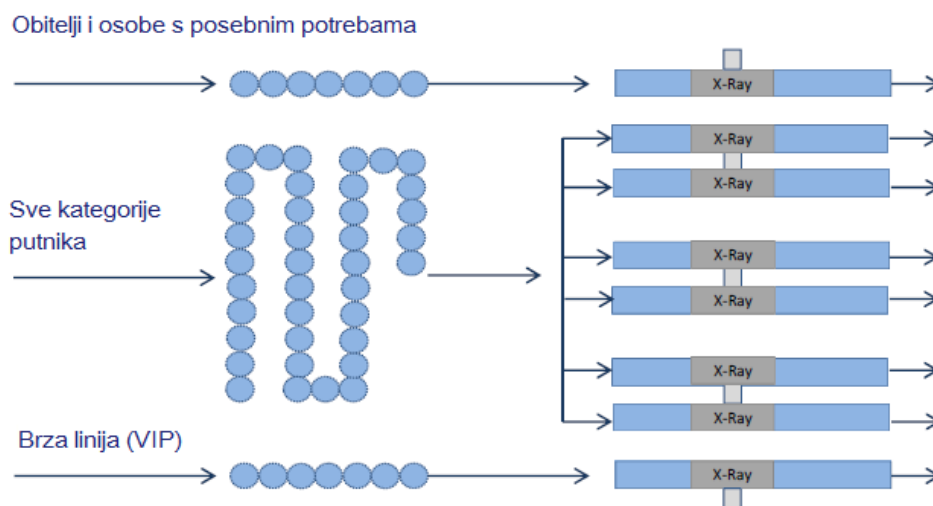 Obitelji i osobe s posebnim potrebama
X-Ray
X-Ray
X-Ray
Sve kategorije
putnika
X-Ray
X-Ray
X-Ray
X-Ray
Brza linija (VIP)
X-Ray